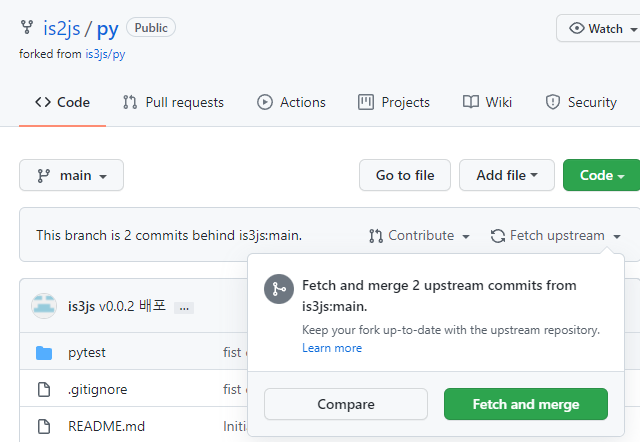 is2js / py Public Watch
forked from is3js/py
Code Pull requests Actions Projects Wiki Security
main Go to file Add file Code
This branch is 2 commits behind is3js:main. Contribute Fetch upstream
Fetch and merge 2 upstream commits from
is3js:main.
is3js v0.0.2 배포 ...
Keep your fork up-to-date with the upstream repository.
Learn more
pytest fist
.gitignore fist
Compare Fetch and merge
README.md